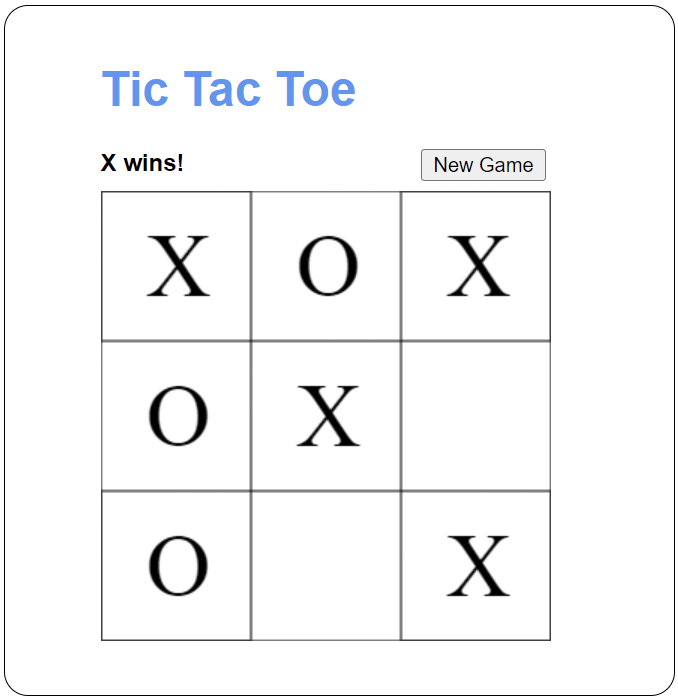 Tic Tac Toe
X wins!
New Game
X O X
O X
O X